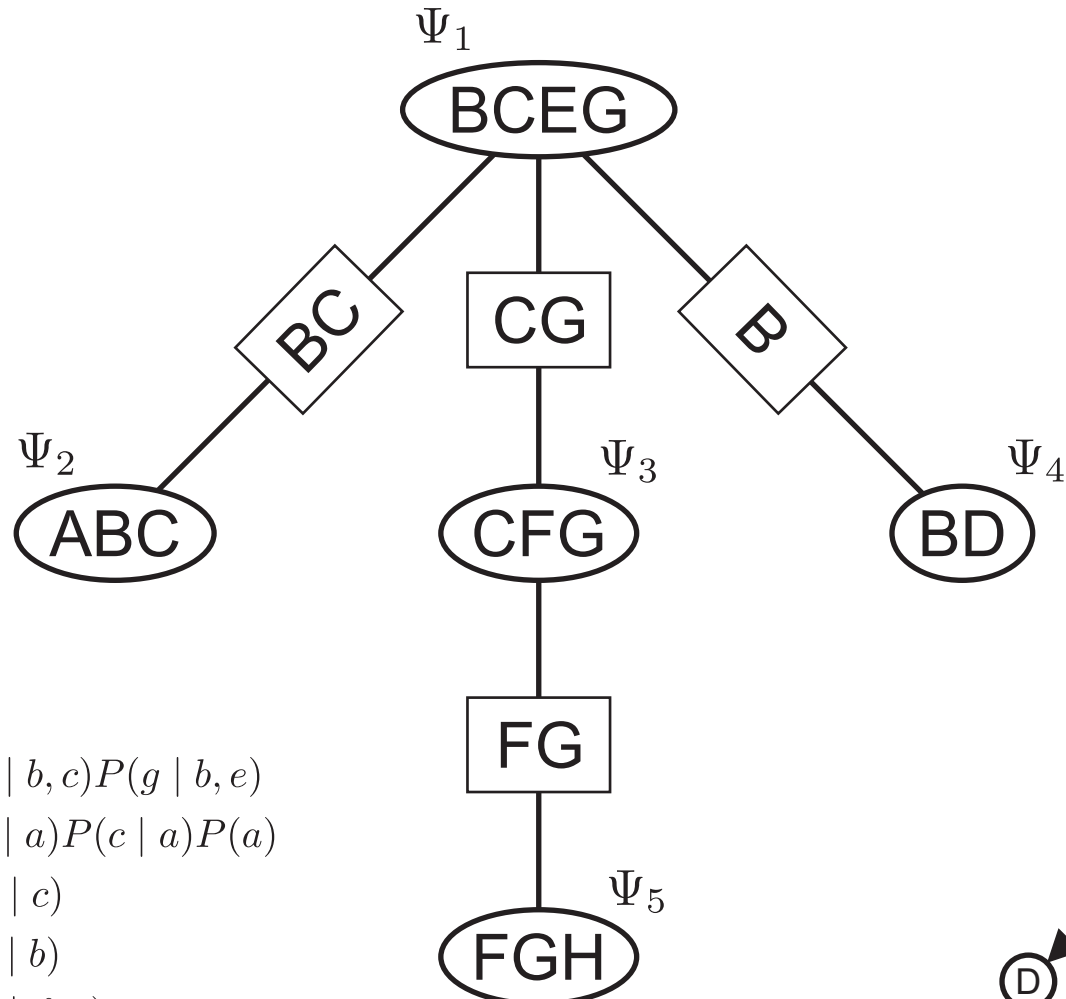 Ψ₁
BCEG
BC
CG
B
Ψ₂
Ψ₃
Ψ₄
ABC
CFG
BD
FG
| b, c)P(g | b, e)
| a)P(c | a)P(a)
| c)
| b)
Ψ₅
FGH
D